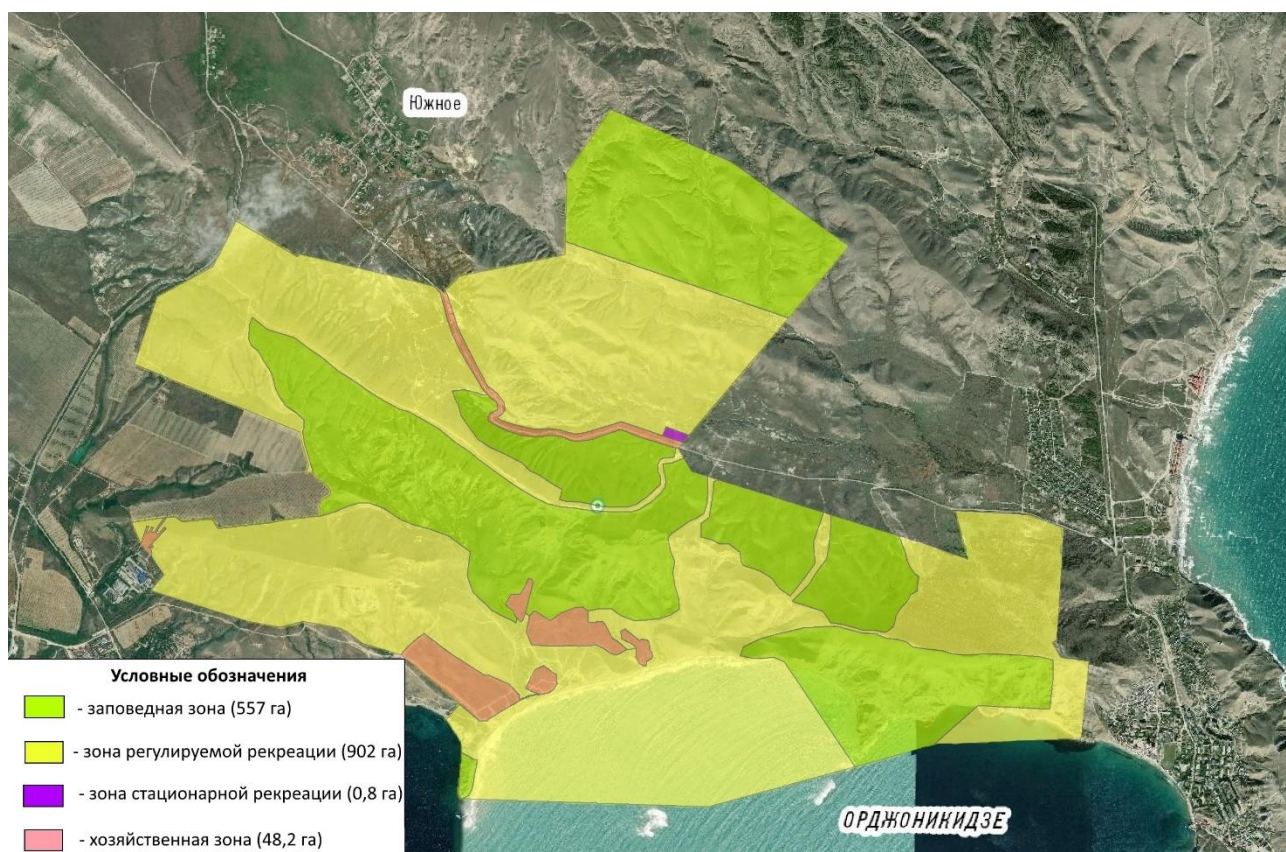 Южное
Условные обозначения
- заповедная зона (557 га)
- зона регулируемой рекреации (902 га)
- зона стационарной рекреации (0,8 га)
- хозяйственная зона (48,2 га)
ОРДЖОНИКИДЗЕ